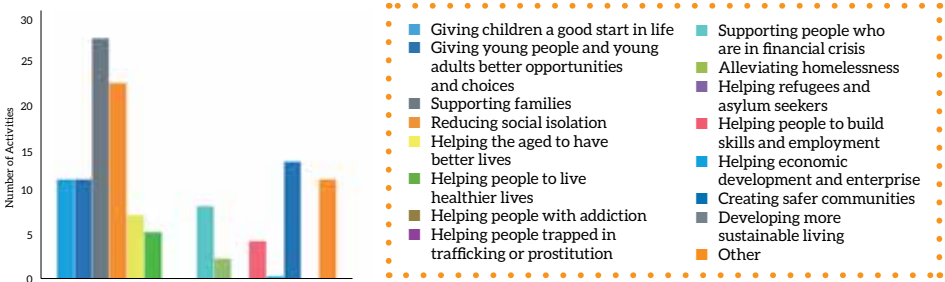 30
25
20
15
10
5
0
Number of Activities
Giving children a good start in life
Giving young people and young
adults better opportunities
and choices
Supporting families
Reducing social isolation
Helping the aged to have
better lives
Helping people to live
healthier lives
Helping people with addiction
Helping people trapped in
trafficking or prostitution
Supporting people who
are in financial crisis
Alleviating homelessness
Helping refugees and
asylum seekers
Helping people to build
skills and employment
Helping economic
development and enterprise
Creating safer communities
Developing more
sustainable living
Other